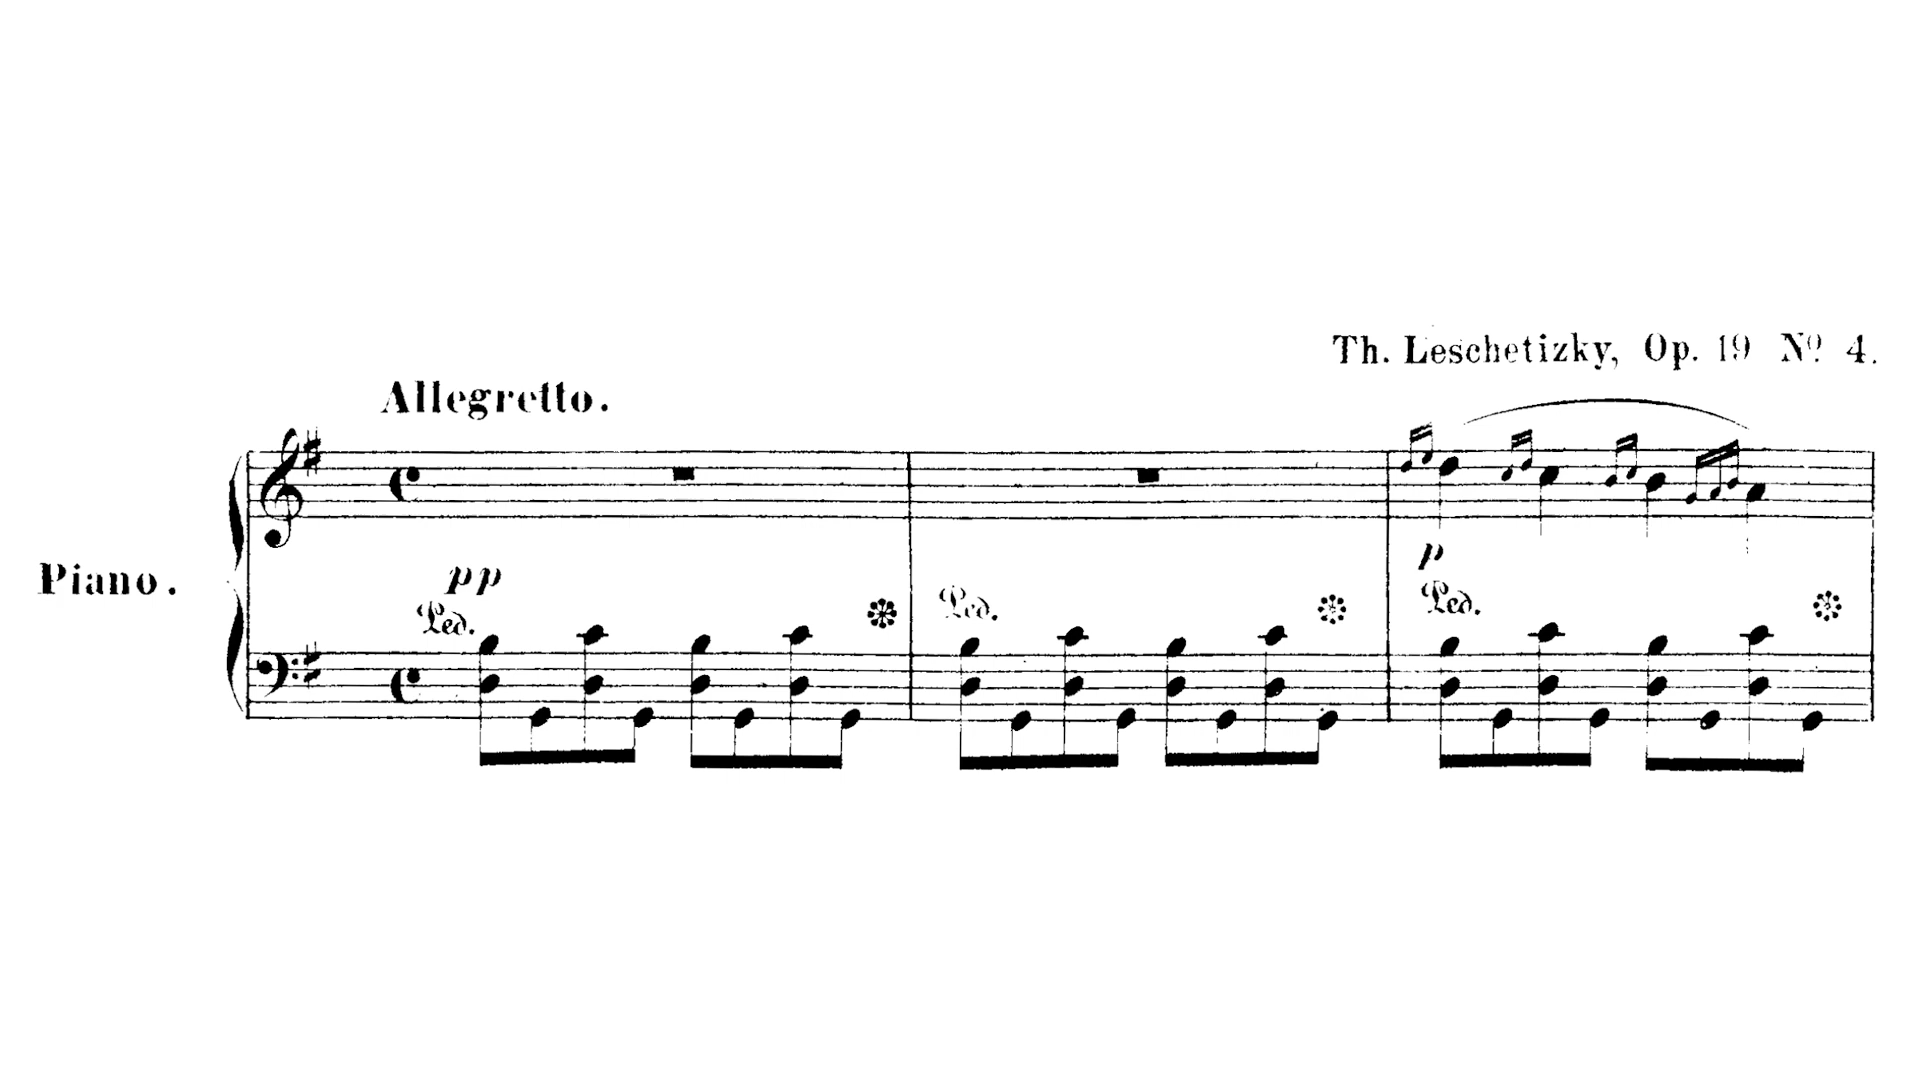 Th. Leschetizky, Op. 19 Nº 4.
Allegretto.
Piano.
pp
p
Ped. Ped. Ped.